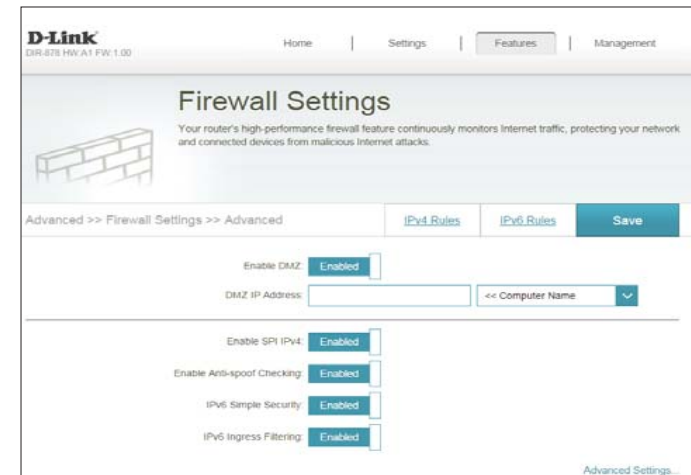 D-Link
DIR-878 HW:A1 FW:1.00
Home | Settings | Features | Management
Firewall Settings
Your router's high-performance firewall feature continuously monitors Internet traffic, protecting your network
and connected devices from malicious Internet attacks.
Advanced >> Firewall Settings >> Advanced
IPv4 Rules
IPv6 Rules
Save
Enable DMZ: Enabled
DMZ IP Address: << Computer Name
Enable SPI IPv4: Enabled
Enable Anti-spoof Checking: Enabled
IPv6 Simple Security: Enabled
IPv6 Ingress Filtering: Enabled
Advanced Settings...